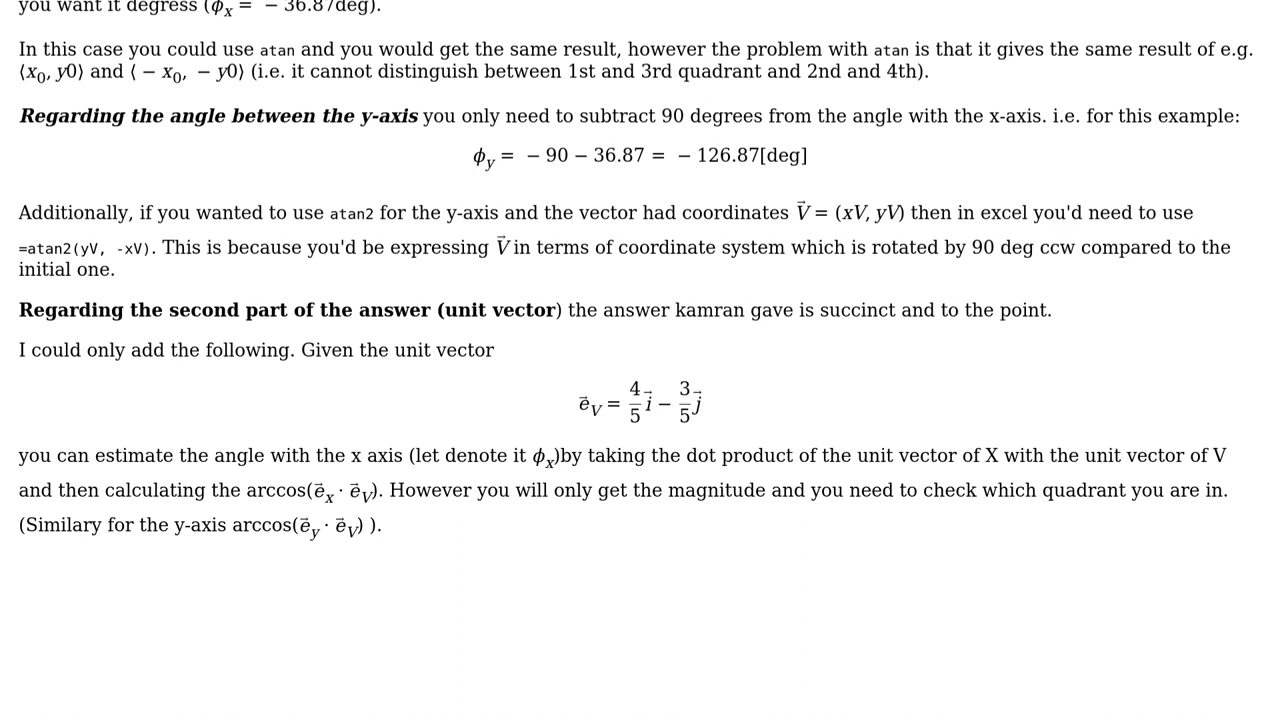 you want it degress (ϕx = − 36.87deg).
In this case you could use atan and you would get the same result, however the problem with atan is that it gives the same result of e.g.
⟨x0, y0⟩ and ⟨ − x0, − y0⟩ (i.e. it cannot distinguish between 1st and 3rd quadrant and 2nd and 4th).
Regarding the angle between the y-axis you only need to subtract 90 degrees from the angle with the x-axis. i.e. for this example:
ϕy = − 90 − 36.87 = − 126.87[deg]
Additionally, if you wanted to use atan2 for the y-axis and the vector had coordinates V⃗ = (xV, yV) then in excel you'd need to use
=atan2(yV, -xV). This is because you'd be expressing V⃗ in terms of coordinate system which is rotated by 90 deg ccw compared to the
initial one.
Regarding the second part of the answer (unit vector) the answer kamran gave is succinct and to the point.
I could only add the following. Given the unit vector
e⃗V = 4/5 i⃗ − 3/5 j⃗
you can estimate the angle with the x axis (let denote it ϕx)by taking the dot product of the unit vector of X with the unit vector of V
and then calculating the arccos(e⃗x · e⃗V). However you will only get the magnitude and you need to check which quadrant you are in.
(Similary for the y-axis arccos(e⃗y · e⃗V) ).